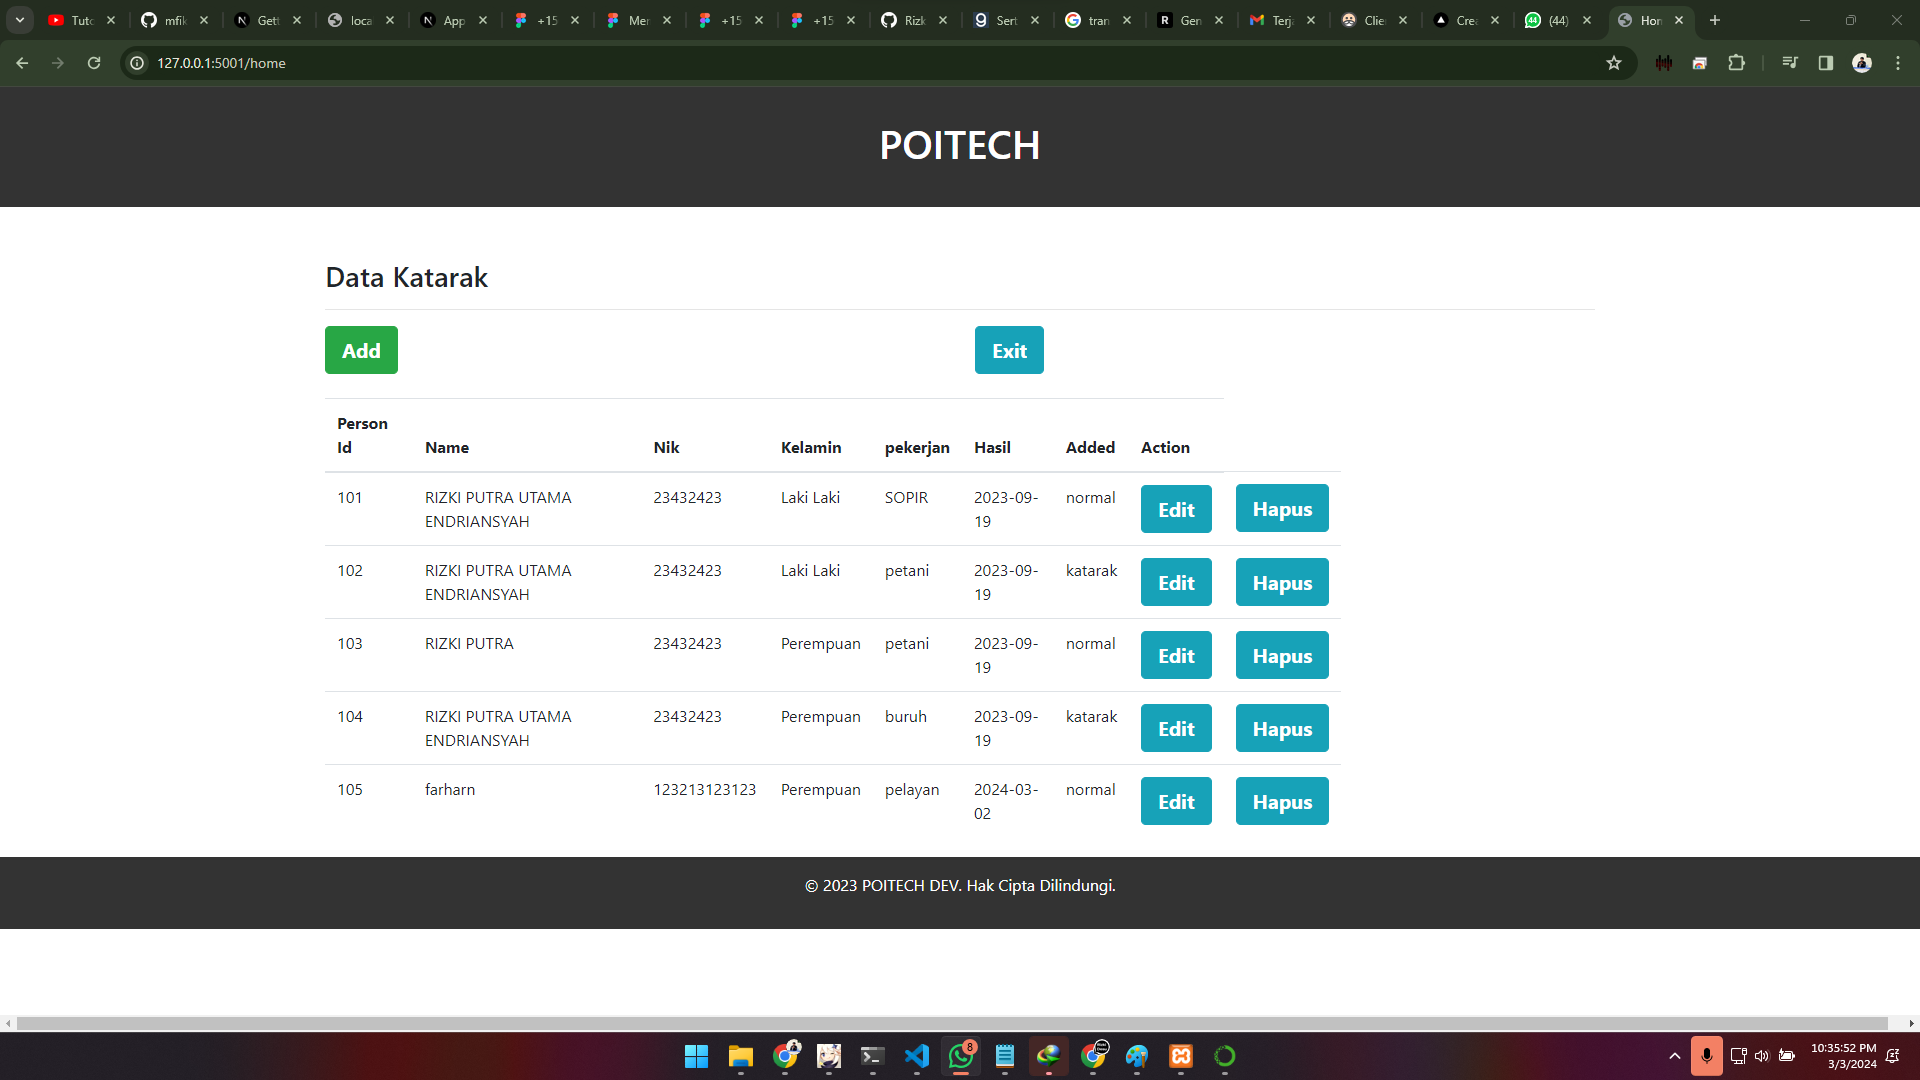 Tuto
mfik
Gett
loca
App
+15
Mer
+15
+15
Rizk
Sert
tran
Gen
Terj
Clie
Crea
(44)
Hom
127.0.0.1:5001/home
POITECH
Data Katarak
Add
Exit
Person Id Name Nik Kelamin pekerjan Hasil Added Action
101 RIZKI PUTRA UTAMA ENDRIANSYAH 23432423 Laki Laki SOPIR 2023-09-19 normal Edit Hapus
102 RIZKI PUTRA UTAMA ENDRIANSYAH 23432423 Laki Laki petani 2023-09-19 katarak Edit Hapus
103 RIZKI PUTRA 23432423 Perempuan petani 2023-09-19 normal Edit Hapus
104 RIZKI PUTRA UTAMA ENDRIANSYAH 23432423 Perempuan buruh 2023-09-19 katarak Edit Hapus
105 farharn 123213123123 Perempuan pelayan 2024-03-02 normal Edit Hapus
© 2023 POITECH DEV. Hak Cipta Dilindungi.
8
10:35:52 PM
3/3/2024